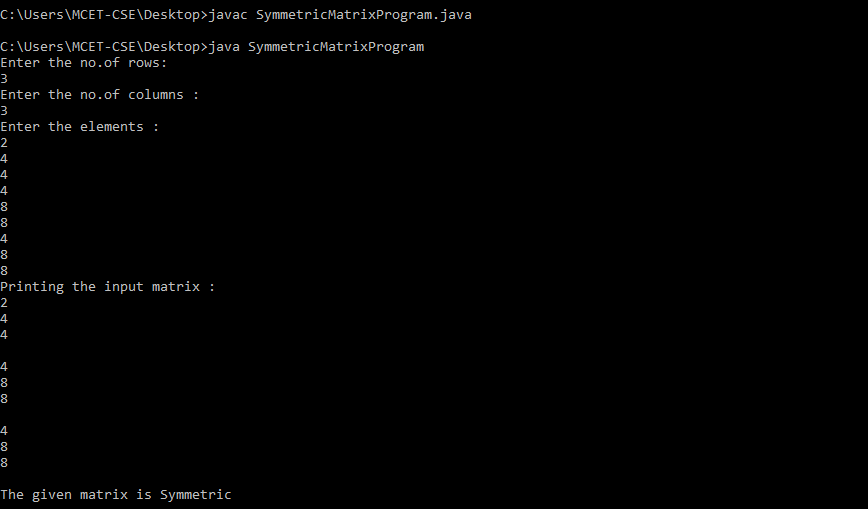 C:\Users\MCET-CSE\Desktop>javac SymmetricMatrixProgram.java
C:\Users\MCET-CSE\Desktop>java SymmetricMatrixProgram
Enter the no.of rows:
3
Enter the no.of columns :
3
Enter the elements :
2
4
4
4
8
8
4
8
8
Printing the input matrix :
2
4
4
4
8
8
4
8
8
The given matrix is Symmetric